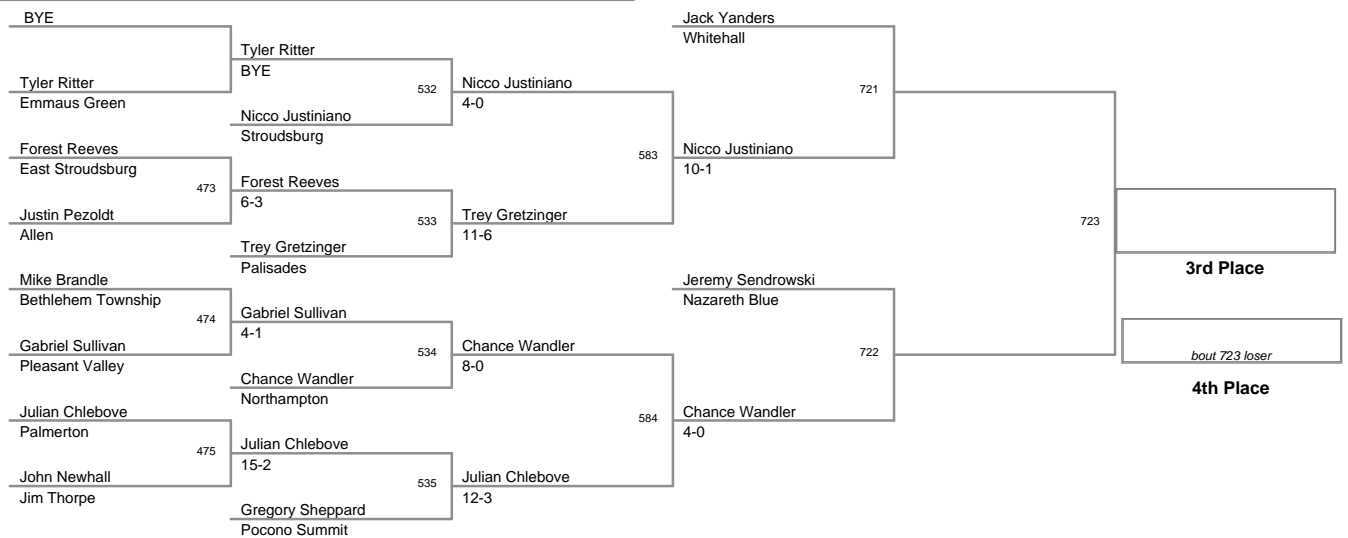 BYE
Tyler Ritter
Emmaus Green
Forest Reeves
East Stroudsburg
473
Justin Pezoldt
Allen
Mike Brandle
Bethlehem Township
474
Gabriel Sullivan
Pleasant Valley
Julian Chlebove
Palmerton
475
John Newhall
Jim Thorpe
Tyler Ritter
BYE
532
Nicco Justiniano
Stroudsburg
Forest Reeves
6-3
533
Trey Gretzinger
Palisades
Gabriel Sullivan
4-1
534
Chance Wandler
Northampton
Julian Chlebove
15-2
535
Gregory Sheppard
Pocono Summit
Nicco Justiniano
4-0
583
Trey Gretzinger
11-6
Chance Wandler
8-0
584
Julian Chlebove
12-3
Jack Yanders
Whitehall
721
Nicco Justiniano
10-1
Jeremy Sendrowski
Nazareth Blue
722
Chance Wandler
4-0
723
3rd Place
bout 723 loser
4th Place